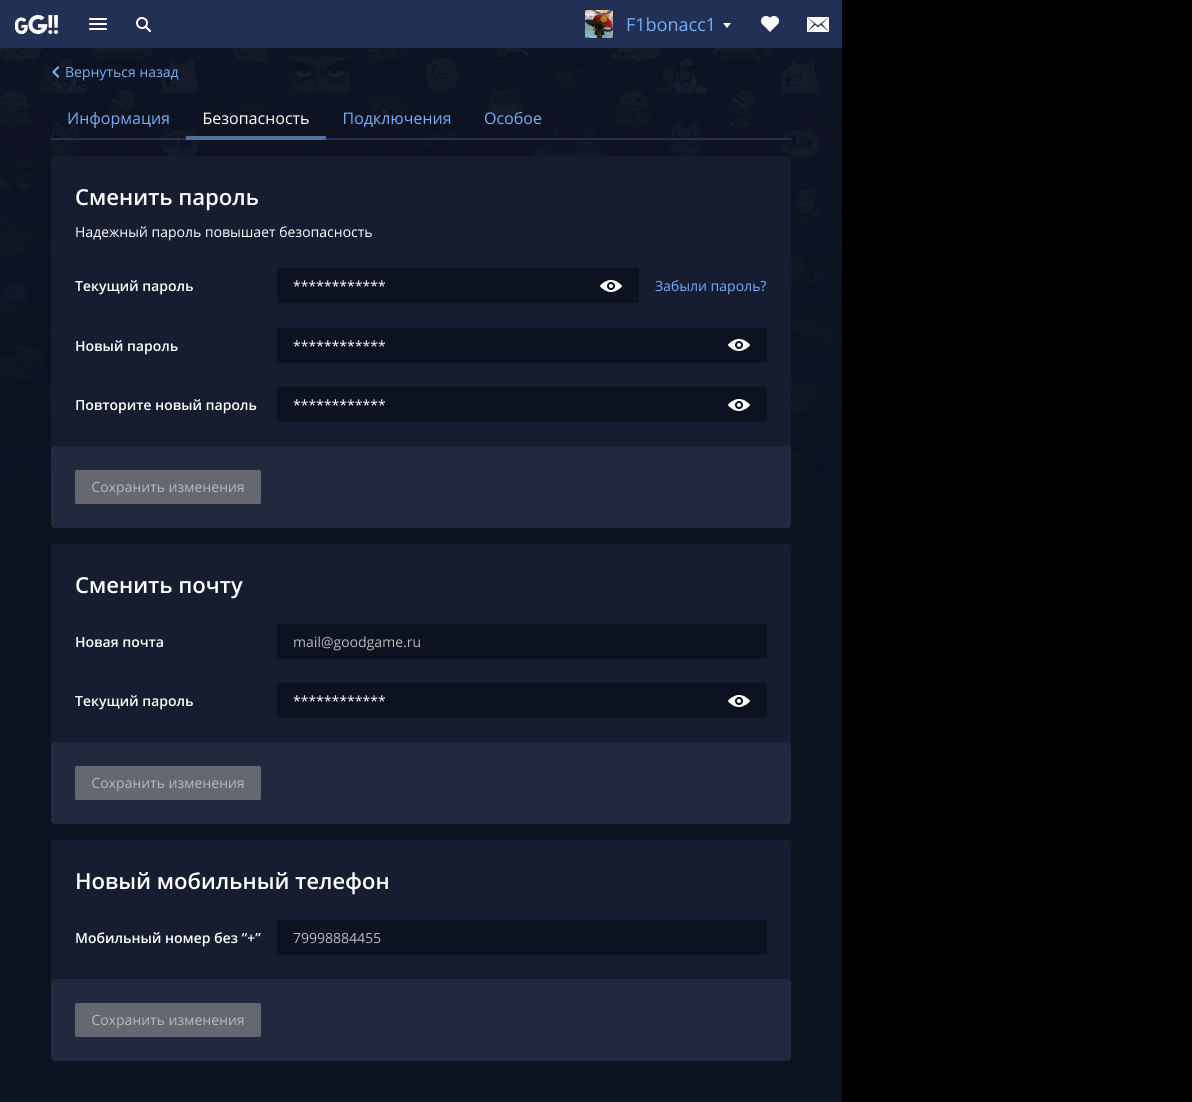 GG!!
F1bonacc1
Вернуться назад
Информация Безопасность Подключения Особое
Сменить пароль
Надежный пароль повышает безопасность
Текущий пароль ************ Забыли пароль?
Новый пароль ************
Повторите новый пароль ************
Сохранить изменения
Сменить почту
Новая почта mail@goodgame.ru
Текущий пароль ************
Сохранить изменения
Новый мобильный телефон
Мобильный номер без “+” 79998884455
Сохранить изменения